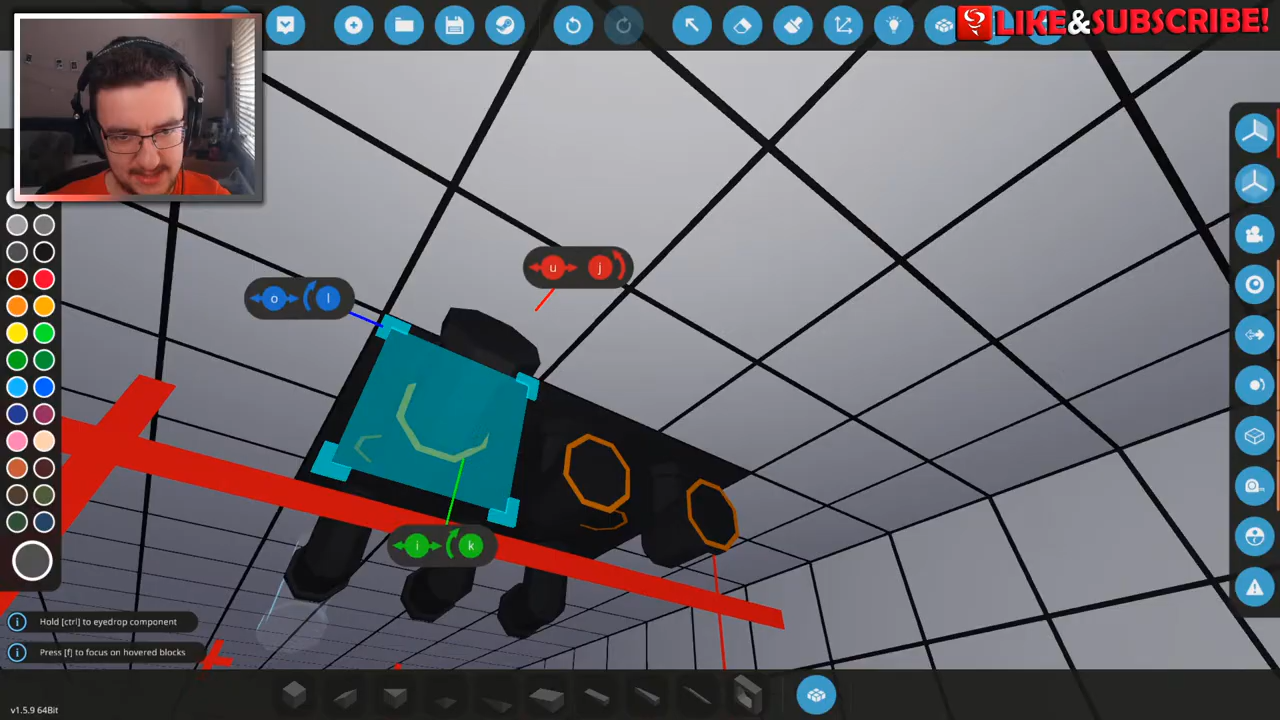 LIKE&SUBSCRIBE!
u j
o l
i k
Hold [ctrl] to eyedrop component
Press [f] to focus on hovered blocks
v1.5.9 64Bit